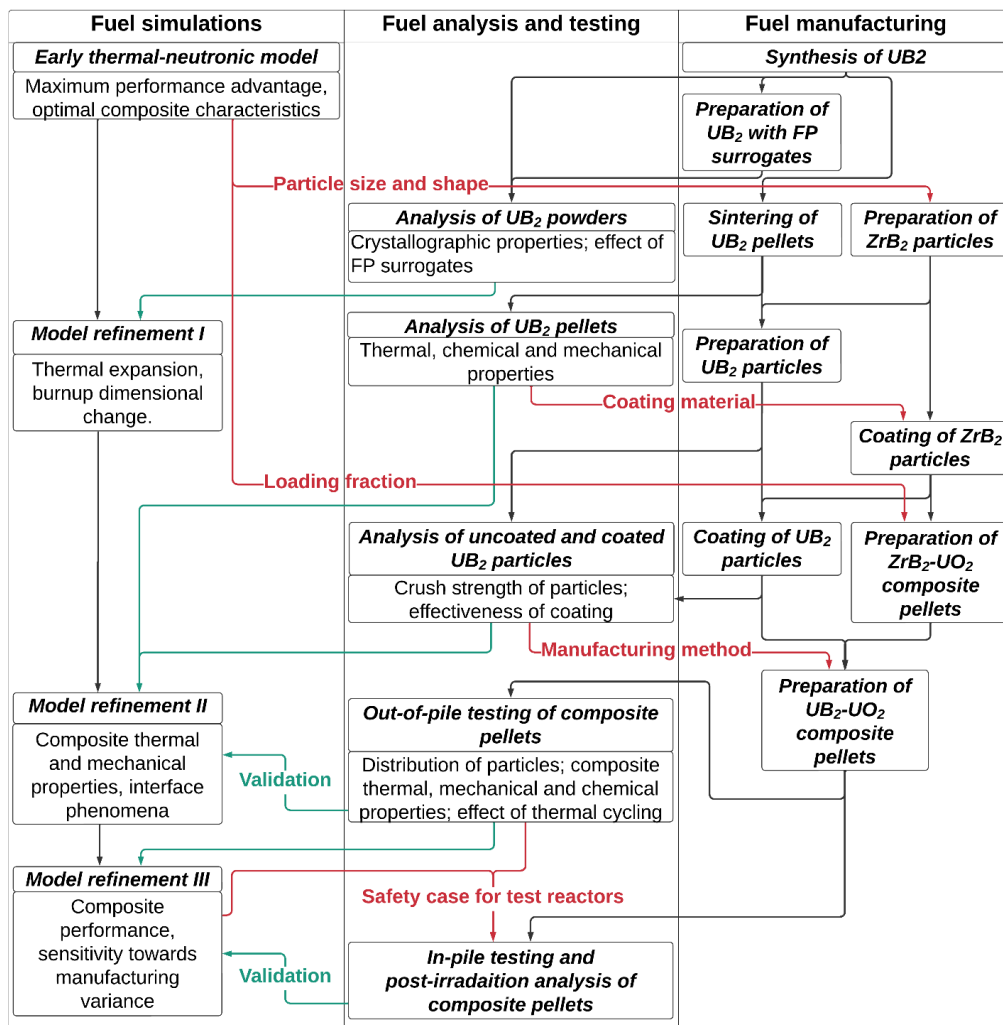 Fuel simulations
Fuel analysis and testing
Fuel manufacturing
Early thermal-neutronic model
Maximum performance advantage,
optimal composite characteristics
Synthesis of UB2
Preparation of
UB₂ with FP
surrogates
Particle size and shape
Analysis of UB₂ powders
Crystallographic properties; effect of
FP surrogates
Sintering of
UB₂ pellets
Preparation of
ZrB₂ particles
Model refinement I
Thermal expansion,
burnup dimensional
change.
Analysis of UB₂ pellets
Thermal, chemical and mechanical
properties
Preparation of
UB₂ particles
Coating material
Coating of ZrB₂
particles
Loading fraction
Analysis of uncoated and coated
UB₂ particles
Crush strength of particles;
effectiveness of coating
Coating of UB₂
particles
Preparation of
ZrB₂-UO₂
composite
pellets
Manufacturing method
Model refinement II
Composite thermal
and mechanical
properties, interface
phenomena
Validation
Out-of-pile testing of composite
pellets
Distribution of particles; composite
thermal, mechanical and chemical
properties; effect of thermal cycling
Preparation of
UB₂-UO₂
composite
pellets
Model refinement III
Composite
performance,
sensitivity towards
manufacturing
variance
Safety case for test reactors
Validation
In-pile testing and
post-irradaition analysis of
composite pellets